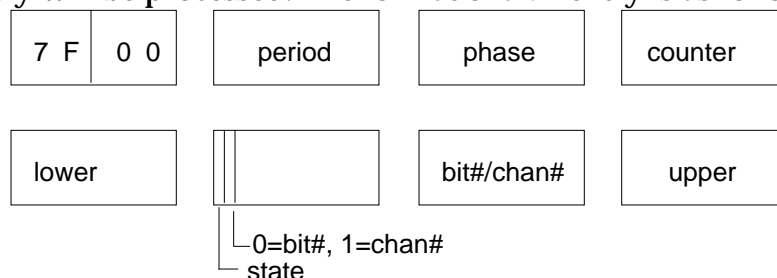 7 F 0 0 period phase counter
lower bit#/chan# upper
0=bit#, 1=chan#
state